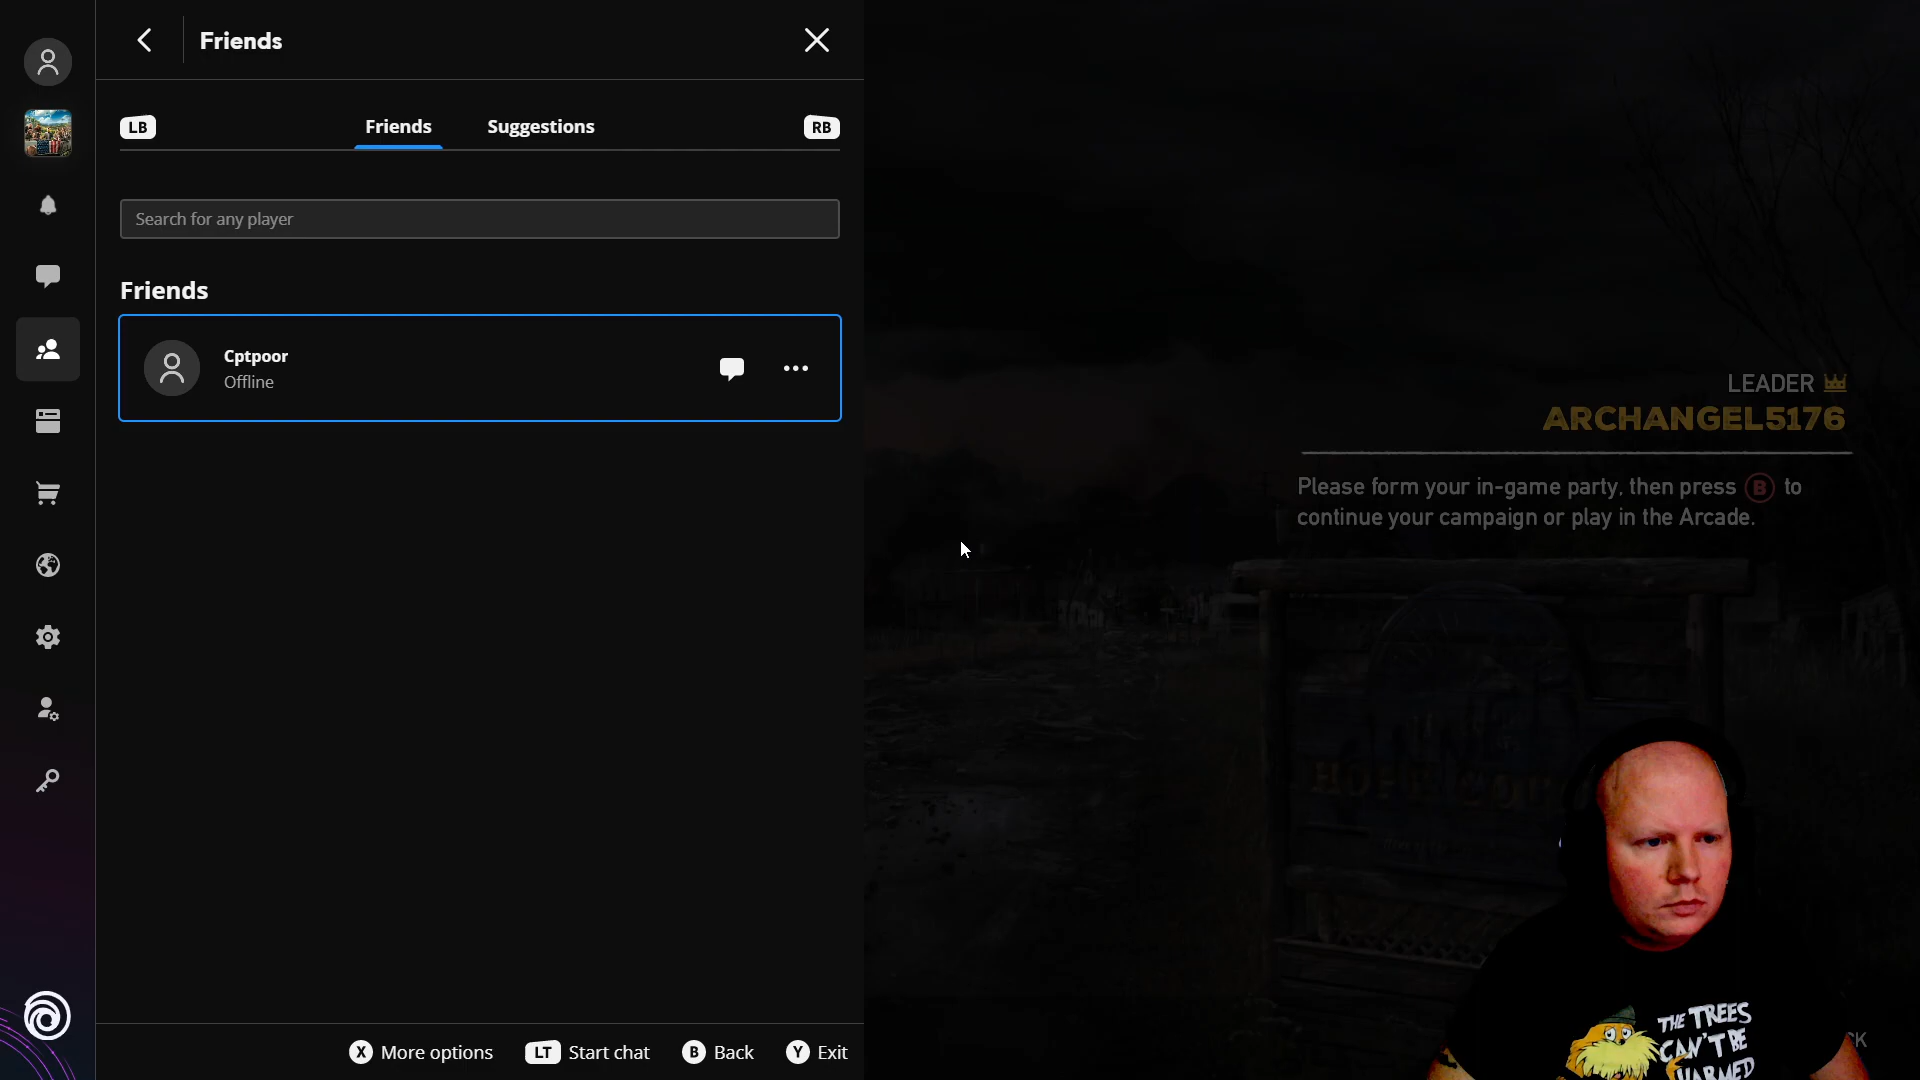 Friends
LB
Friends
Suggestions
RB
Search for any player
Friends
Cptpoor
Offline
LEADER
ARCHANGEL5176
Please form your in-game party, then press B to
continue your campaign or play in the Arcade.
THE TREES
CAN'T BE
HARMED
X More options
LT Start chat
B Back
Y Exit